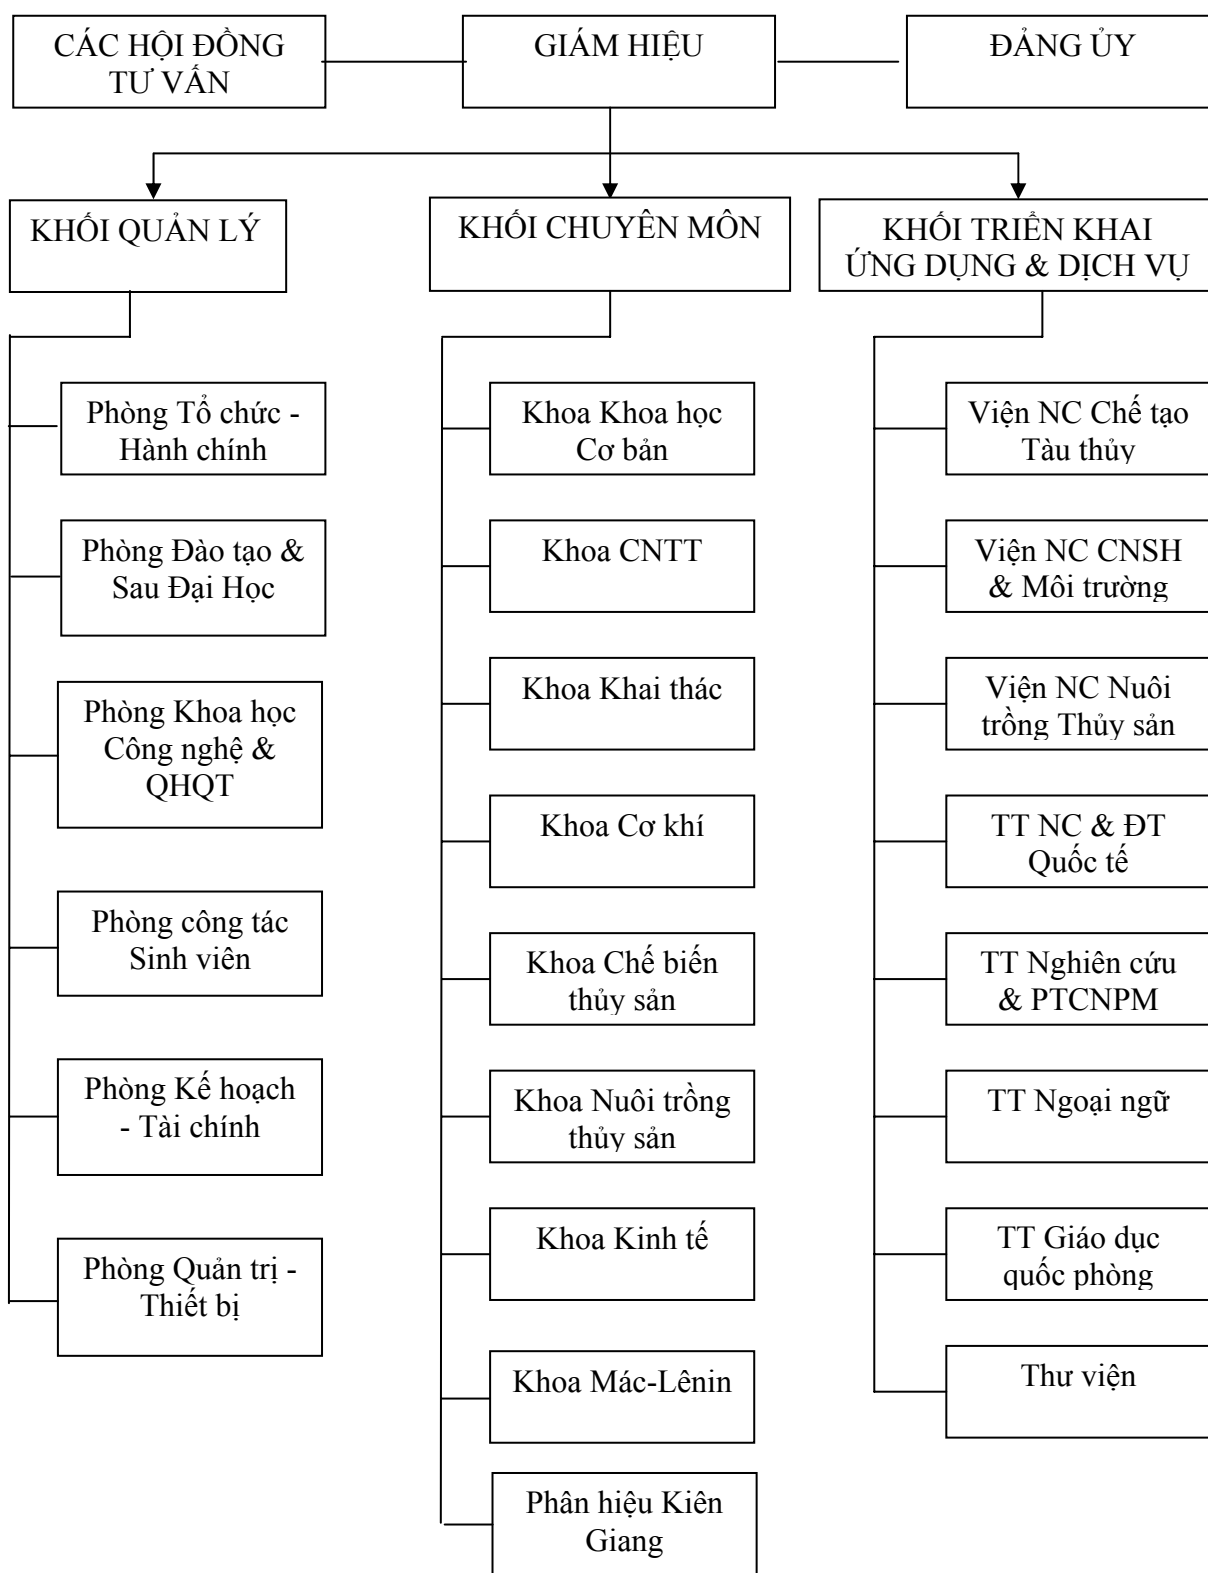 CÁC HỘI ĐỒNG
TƯ VẤN
GIÁM HIỆU
ĐẢNG ỦY
KHỐI QUẢN LÝ
KHỐI CHUYÊN MÔN
KHỐI TRIỂN KHAI
ỨNG DỤNG & DỊCH VỤ
Phòng Tổ chức -
Hành chính
Phòng Đào tạo &
Sau Đại Học
Phòng Khoa học
Công nghệ &
QHQT
Phòng công tác
Sinh viên
Phòng Kế hoạch
- Tài chính
Phòng Quản trị -
Thiết bị
Khoa Khoa học
Cơ bản
Khoa CNTT
Khoa Khai thác
Khoa Cơ khí
Khoa Chế biến
thủy sản
Khoa Nuôi trồng
thủy sản
Khoa Kinh tế
Khoa Mác-Lênin
Phân hiệu Kiên
Giang
Viện NC Chế tạo
Tàu thủy
Viện NC CNSH
& Môi trường
Viện NC Nuôi
trồng Thủy sản
TT NC & ĐT
Quốc tế
TT Nghiên cứu
& PTCNPM
TT Ngoại ngữ
TT Giáo dục
quốc phòng
Thư viện